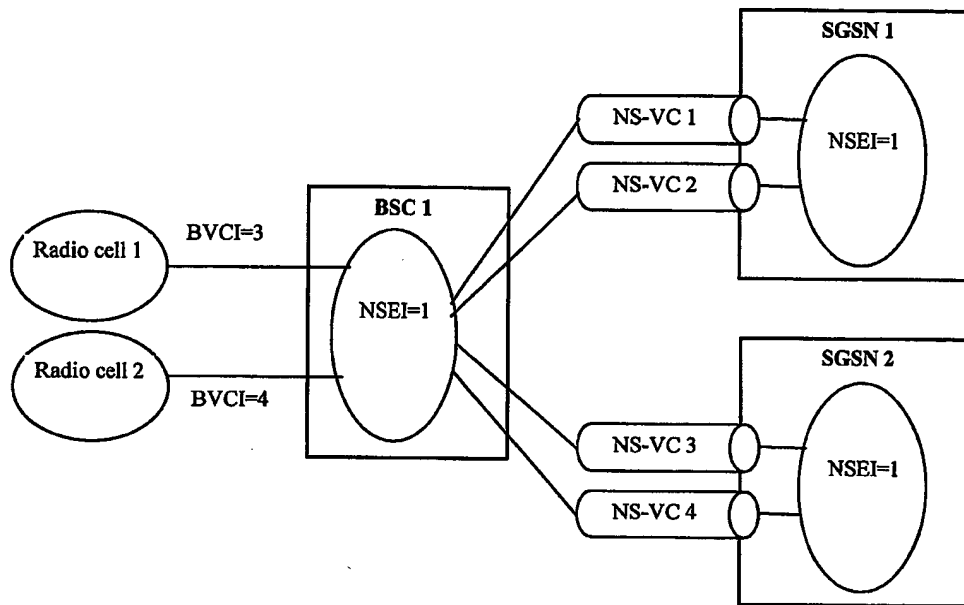 SGSN 1
NS-VC 1
NSEI=1
NS-VC 2
BSC 1
BVCI=3
Radio cell 1
NSEI=1
Radio cell 2
BVCI=4
SGSN 2
NS-VC 3
NSEI=1
NS-VC 4